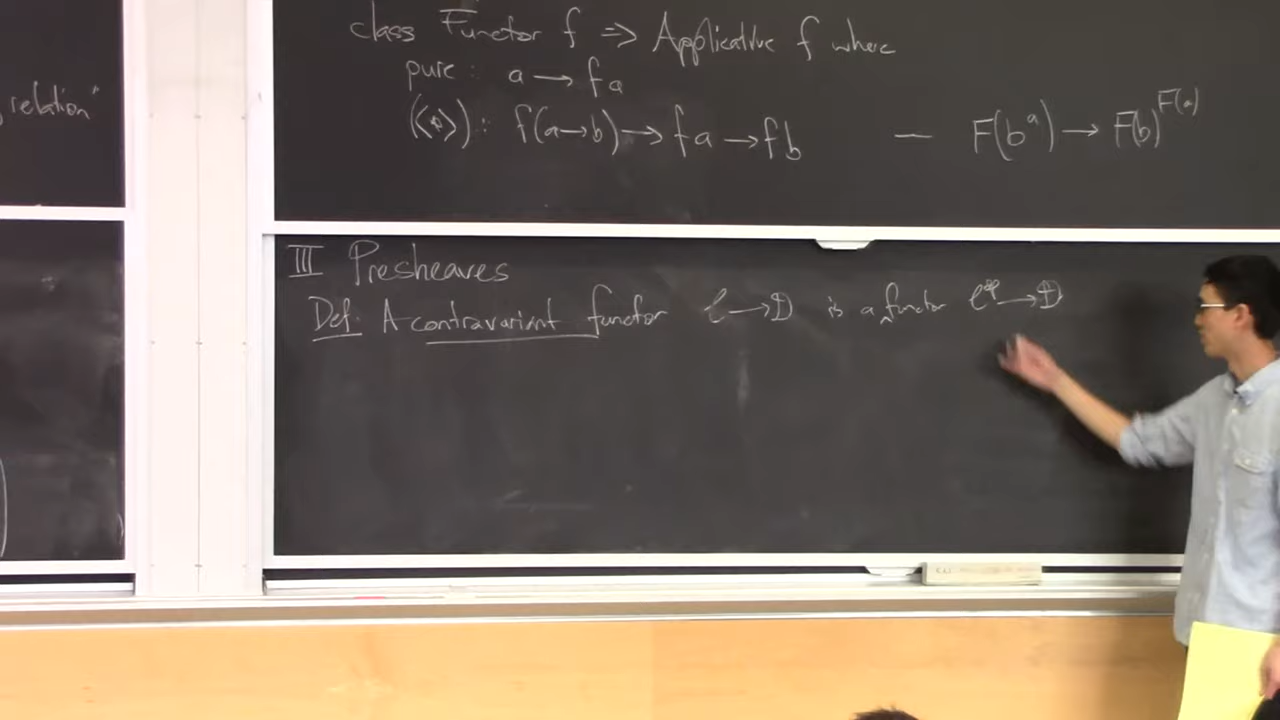 relation"
class Functor f => Applicative f where
pure : a → f a
(<*>) : f(a→b) → f a → f b — F(b^a) → F(b)^F(a)
III Presheaves
Def: A contravariant functor C → D is a functor C^op → D